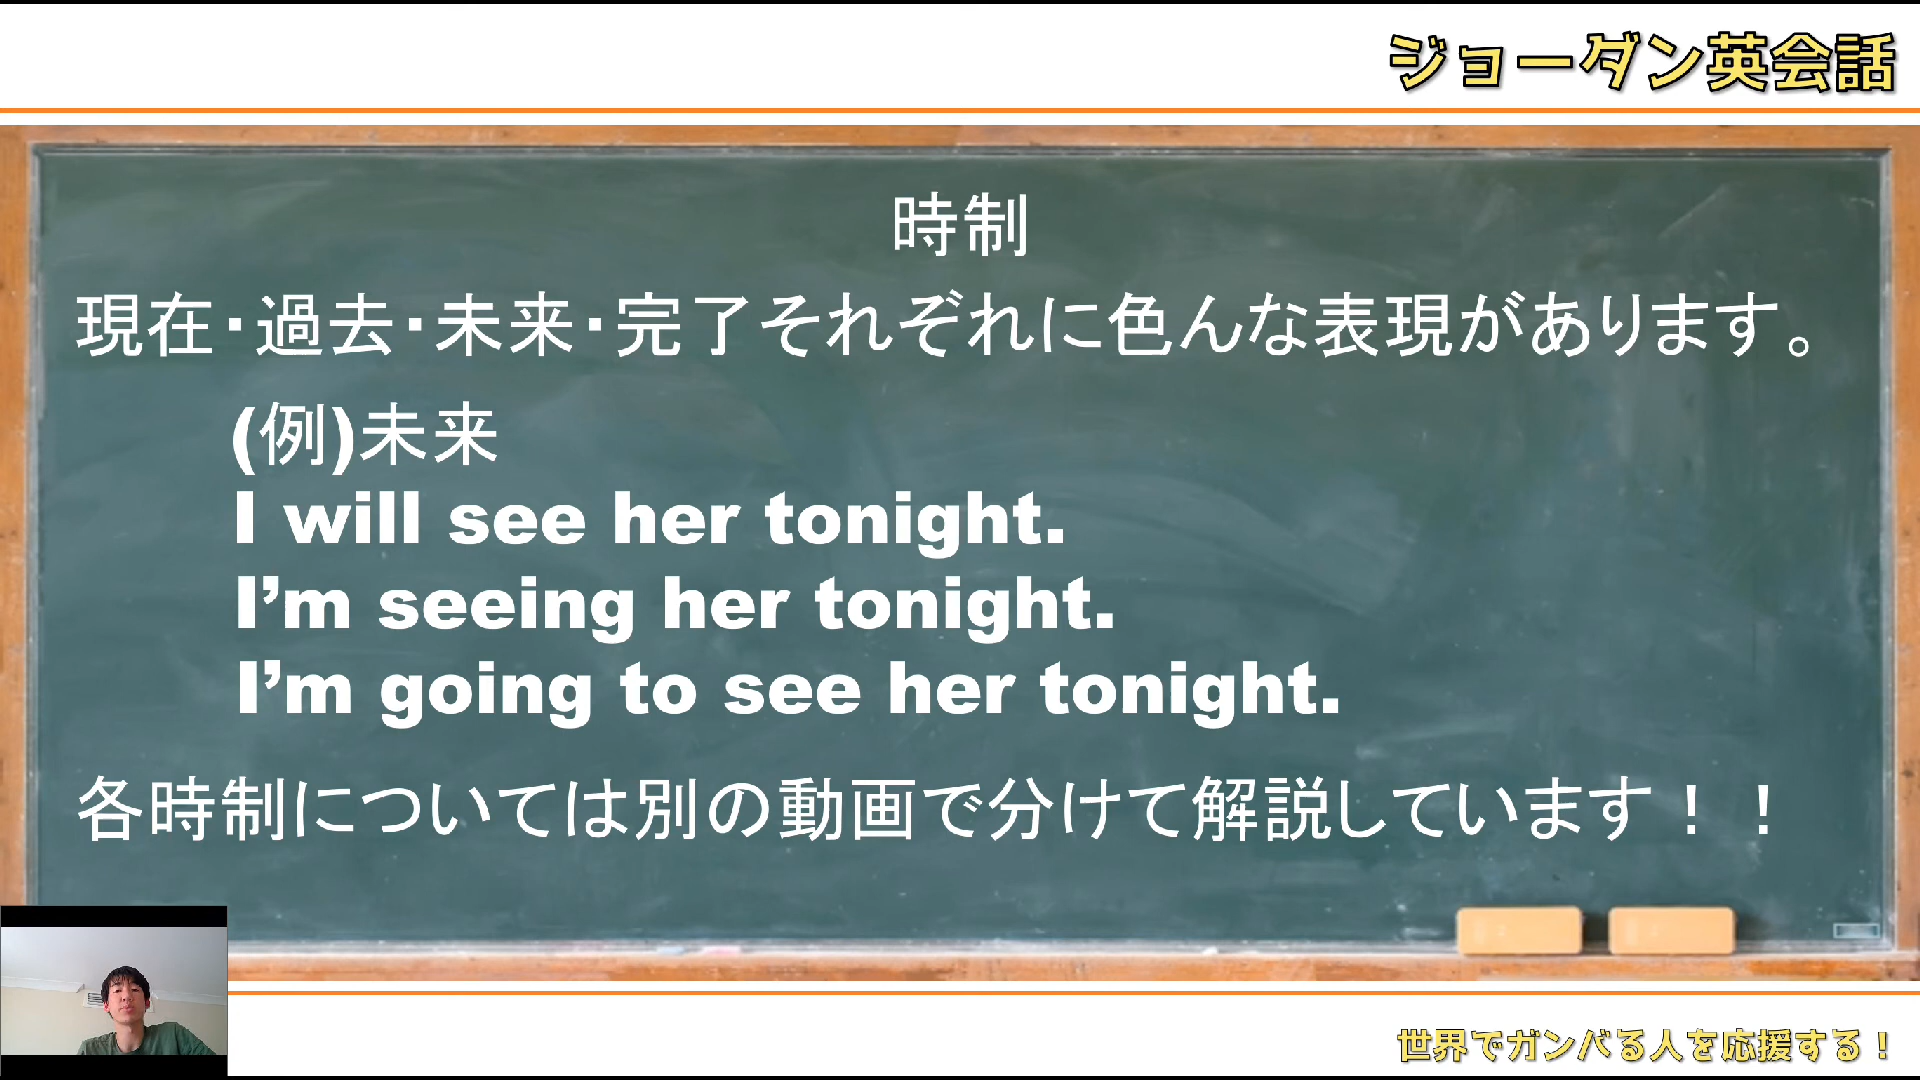 ジョーダン英会話
時制
現在・過去・未来・完了それぞれに色んな表現があります。
(例)未来
I will see her tonight.
I’m seeing her tonight.
I’m going to see her tonight.
各時制については別の動画で分けて解説しています！！
世界でガンバる人を応援する！